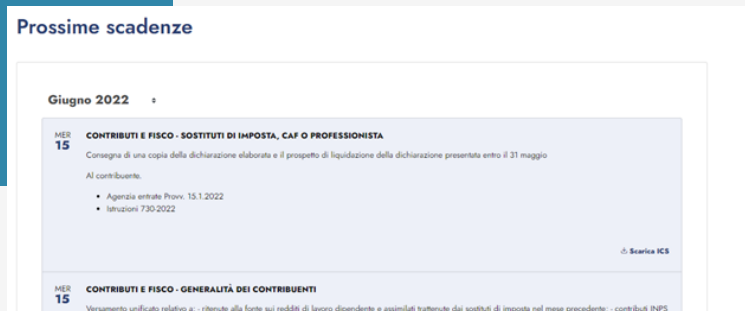 Prossime scadenze
Giugno 2022
MER
15
CONTRIBUTI E FISCO - SOSTITUTI DI IMPOSTA, CAF O PROFESSIONISTA
Consegna di una copia della dichiarazione elaborata e il prospetto di liquidazione della dichiarazione presentata entro il 31 maggio
Al contribuente.
• Agenzia entrate Provv. 15.1.2022
• Istruzioni 730-2022
Scarica ICS
MER
15
CONTRIBUTI E FISCO - GENERALITÀ DEI CONTRIBUENTI
Versamento unificato relativo a: - ritenute alla fonte sui redditi di lavoro dipendente e assimilati trattenute dai sostituti di imposta nel mese precedente; - contributi INPS